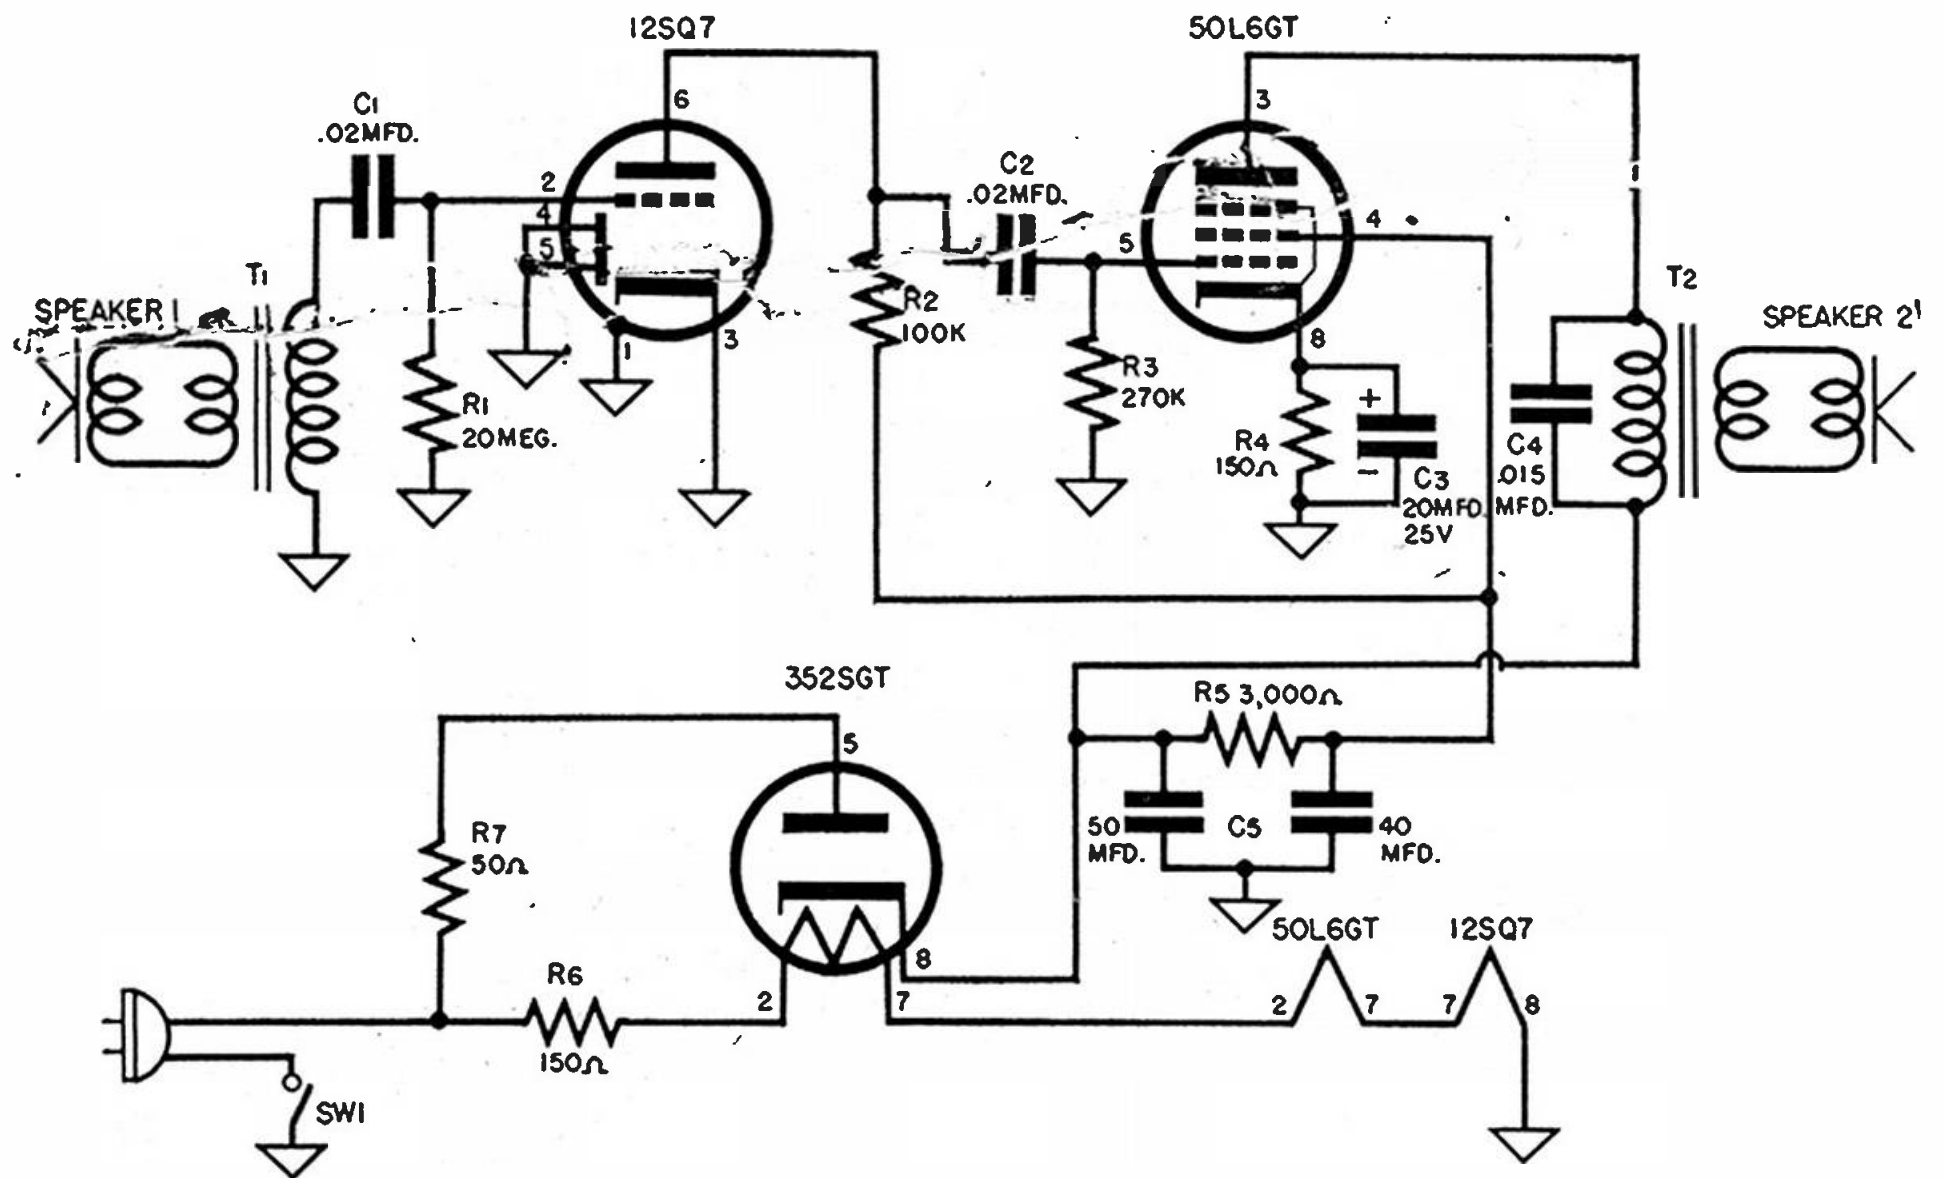 12SQ7
50L6GT
C1
.02MFD.
6
3
2
4
5
C2
.02MFD.
5
4
T1
SPEAKER 1
1
3
R2
100K
8
T2
SPEAKER 2
R1
20MEG.
R3
270K
R4
150Ω
+
−
C3
20MFD.
25V
C4
.015
MFD.
352SGT
R5 3,000Ω
5
R7
50Ω
50
MFD.
C5
40
MFD.
50L6GT
12SQ7
8
R6
150Ω
2
7
2
7
7
8
SW1